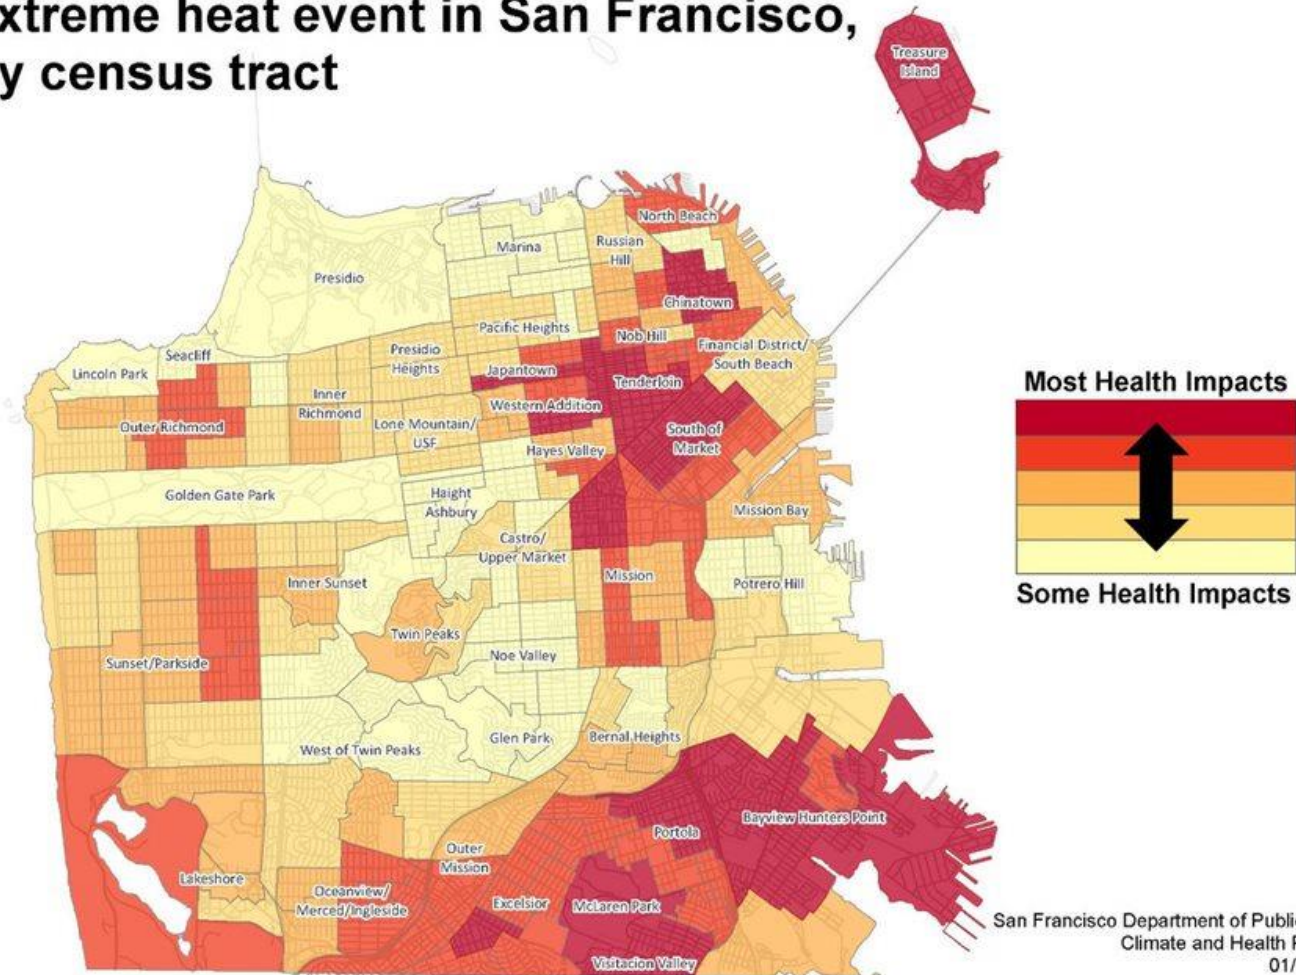 xtreme heat event in San Francisco,
y census tract
Treasure
Island
North Beach
Marina
Russian
Hill
Presidio
Chinatown
Pacific Heights
Nob Hill
Presidio
Heights
Financial District/
South Beach
Seacliff
Lincoln Park
Japantown
Tenderloin
Inner
Richmond
Western Addition
Outer Richmond
Lone Mountain/
USF
South of
Market
Hayes Valley
Golden Gate Park
Haight
Ashbury
Mission Bay
Castro/
Upper Market
Inner Sunset
Mission
Potrero Hill
Twin Peaks
Sunset/Parkside
Noe Valley
West of Twin Peaks
Glen Park
Bernal Heights
Bayview Hunters Point
Portola
Outer
Mission
Lakeshore
Oceanview/
Merced/Ingleside
Excelsior
McLaren Park
Visitacion Valley
Most Health Impacts
Some Health Impacts
San Francisco Department of Publi
Climate and Health P
01/